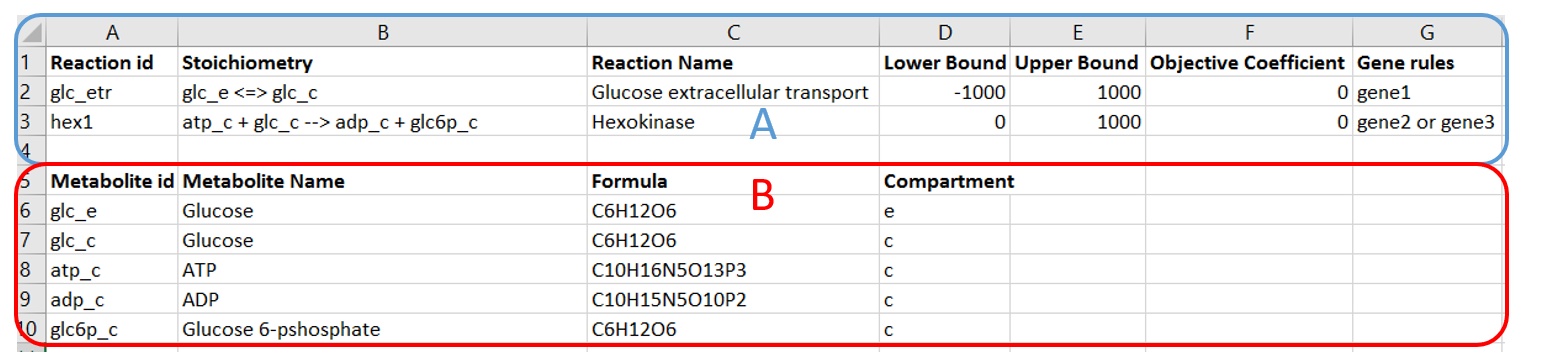 A B C D E F G
1 Reaction id Stoichiometry Reaction Name Lower Bound Upper Bound Objective Coefficient Gene rules
2 glc_etr glc_e <=> glc_c Glucose extracellular transport -1000 1000 0 gene1
3 hex1 atp_c + glc_c --> adp_c + glc6p_c Hexokinase 0 1000 0 gene2 or gene3
A
4
5 Metabolite id Metabolite Name Formula Compartment
B
6 glc_e Glucose C6H12O6 e
7 glc_c Glucose C6H12O6 c
8 atp_c ATP C10H16N5O13P3 c
9 adp_c ADP C10H15N5O10P2 c
10 glc6p_c Glucose 6-pshosphate C6H12O6 c